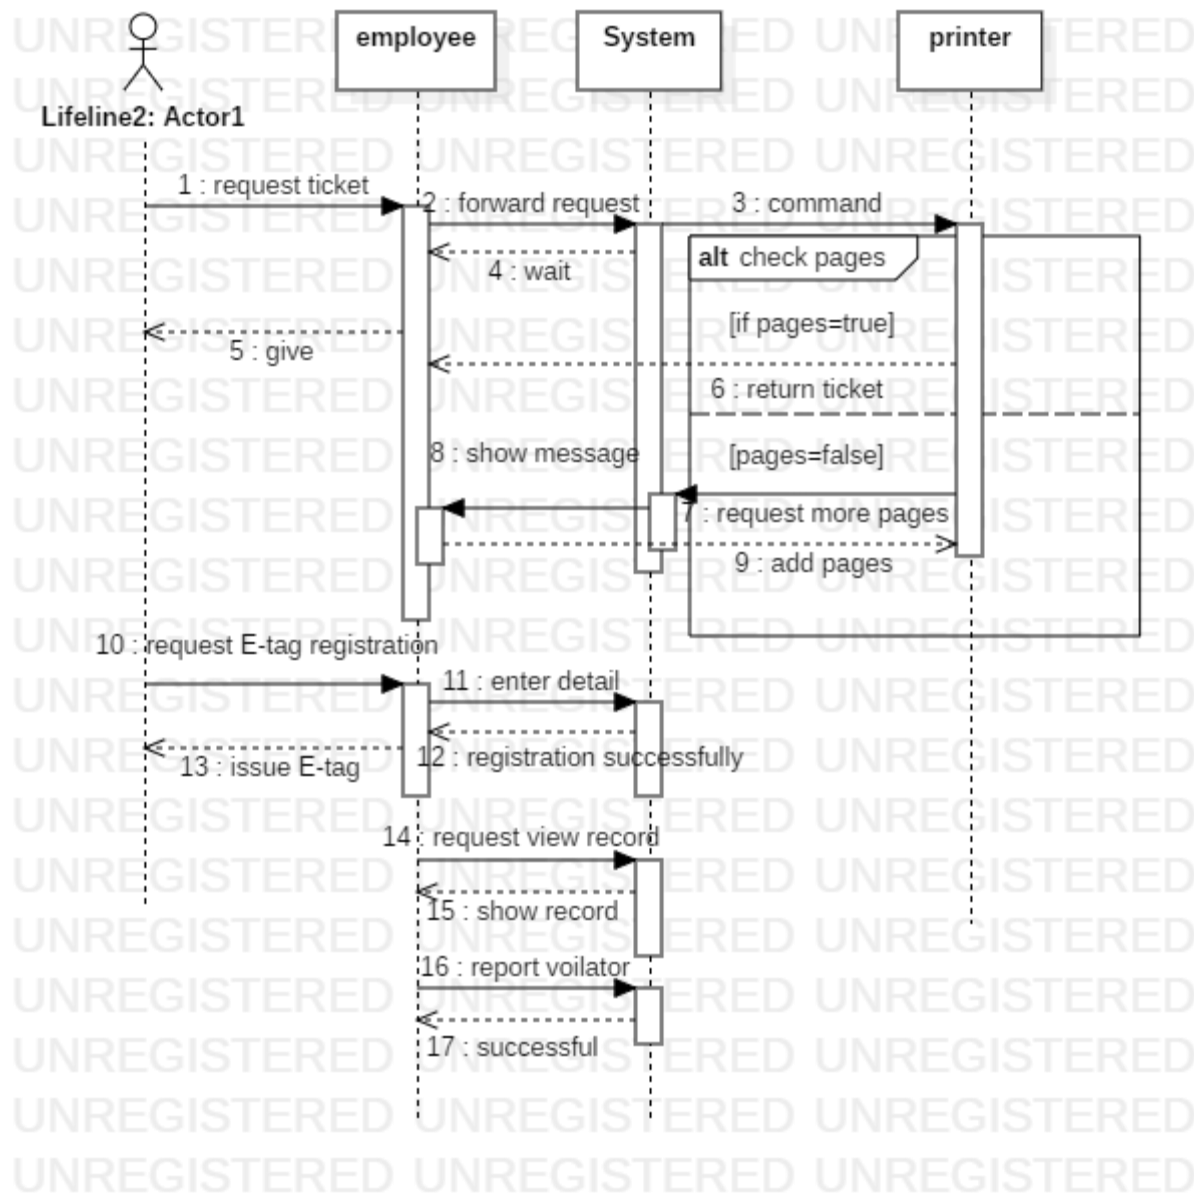 employee
System
printer
Lifeline2: Actor1
1 : request ticket
2 : forward request
3 : command
alt check pages
4 : wait
[if pages=true]
5 : give
6 : return ticket
8 : show message
[pages=false]
7 : request more pages
9 : add pages
10 : request E-tag registration
11 : enter detail
12 : registration successfully
13 : issue E-tag
14 : request view record
15 : show record
16 : report voilator
17 : successful
UNREGISTERED